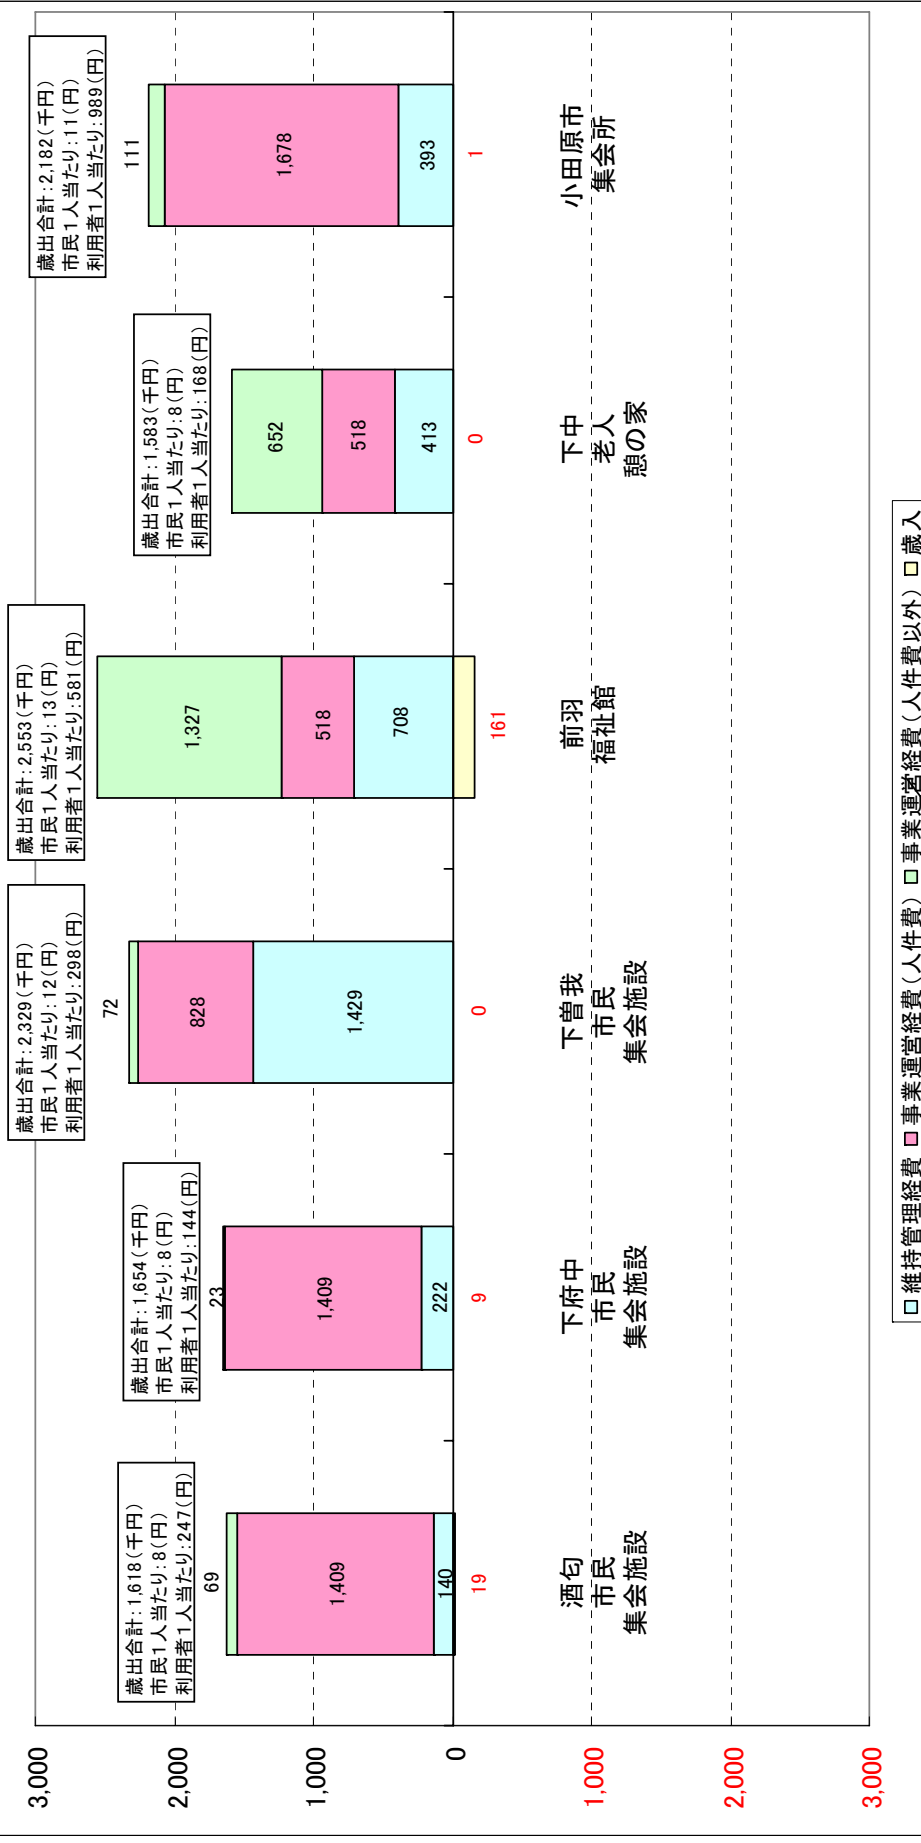 3,000
2,000
1,000
0
1,000
2,000
3,000
歳出合計:1,618(千円)
市民1人当たり:8(円)
利用者1人当たり:247(円)
69
1,409
140
19
酒匂
市民
集会施設
歳出合計:1,654(千円)
市民1人当たり:8(円)
利用者1人当たり:144(円)
23
1,409
222
9
下府中
市民
集会施設
歳出合計:2,329(千円)
市民1人当たり:12(円)
利用者1人当たり:298(円)
72
828
1,429
0
下曽我
市民
集会施設
歳出合計:2,553(千円)
市民1人当たり:13(円)
利用者1人当たり:581(円)
1,327
518
708
161
前羽
福祉館
歳出合計:1,583(千円)
市民1人当たり:8(円)
利用者1人当たり:168(円)
652
518
413
0
下中
老人
憩の家
歳出合計:2,182(千円)
市民1人当たり:11(円)
利用者1人当たり:989(円)
111
1,678
393
1
小田原市
集会所
維持管理経費 事業運営経費(人件費) 事業運営経費(人件費以外) 歳入